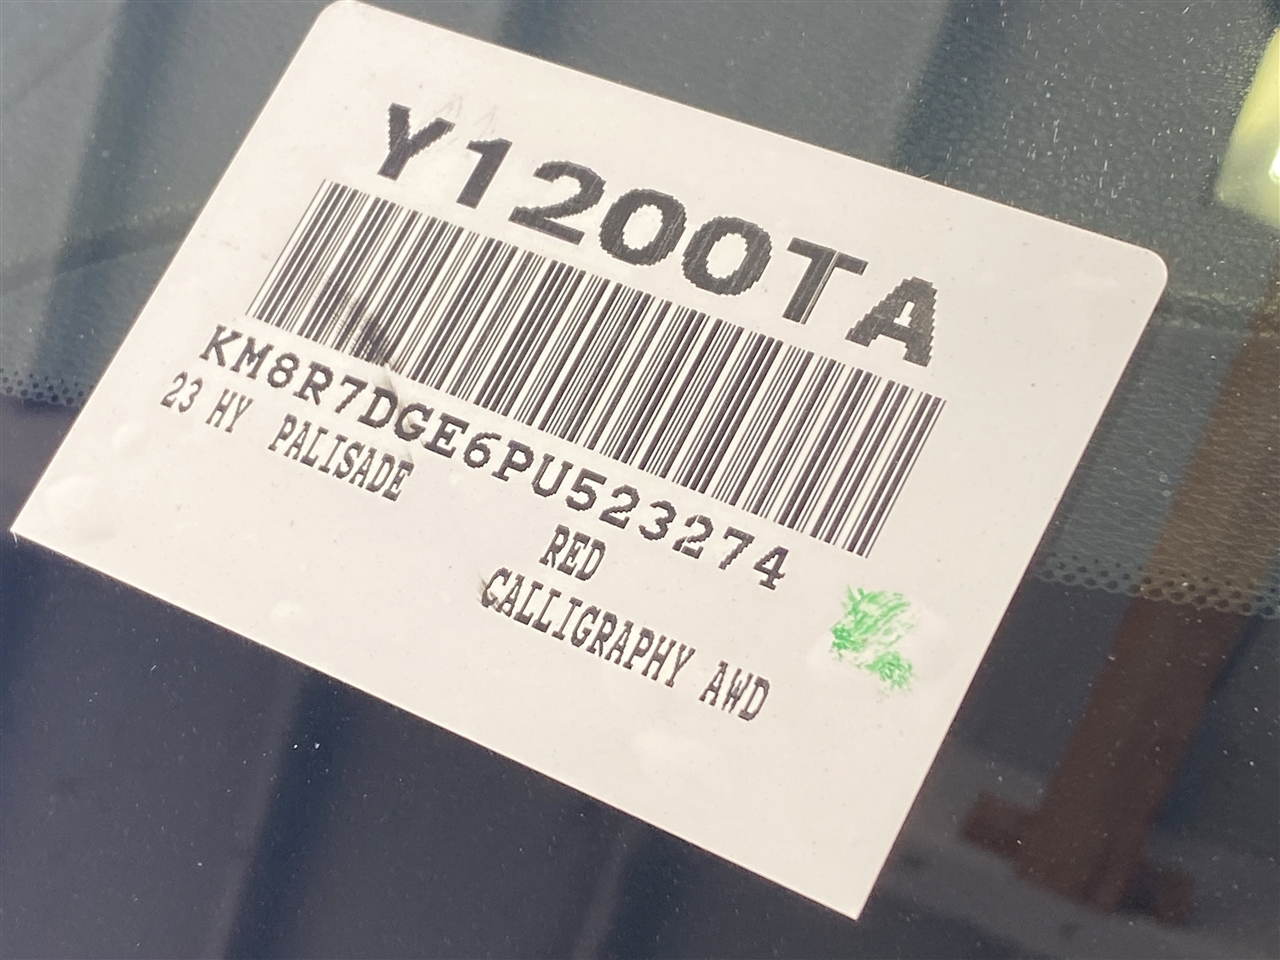 Y1200TA
KM8R7DGE6PU523274
23 HY PALISADE
RED
CALLIGRAPHY AWD